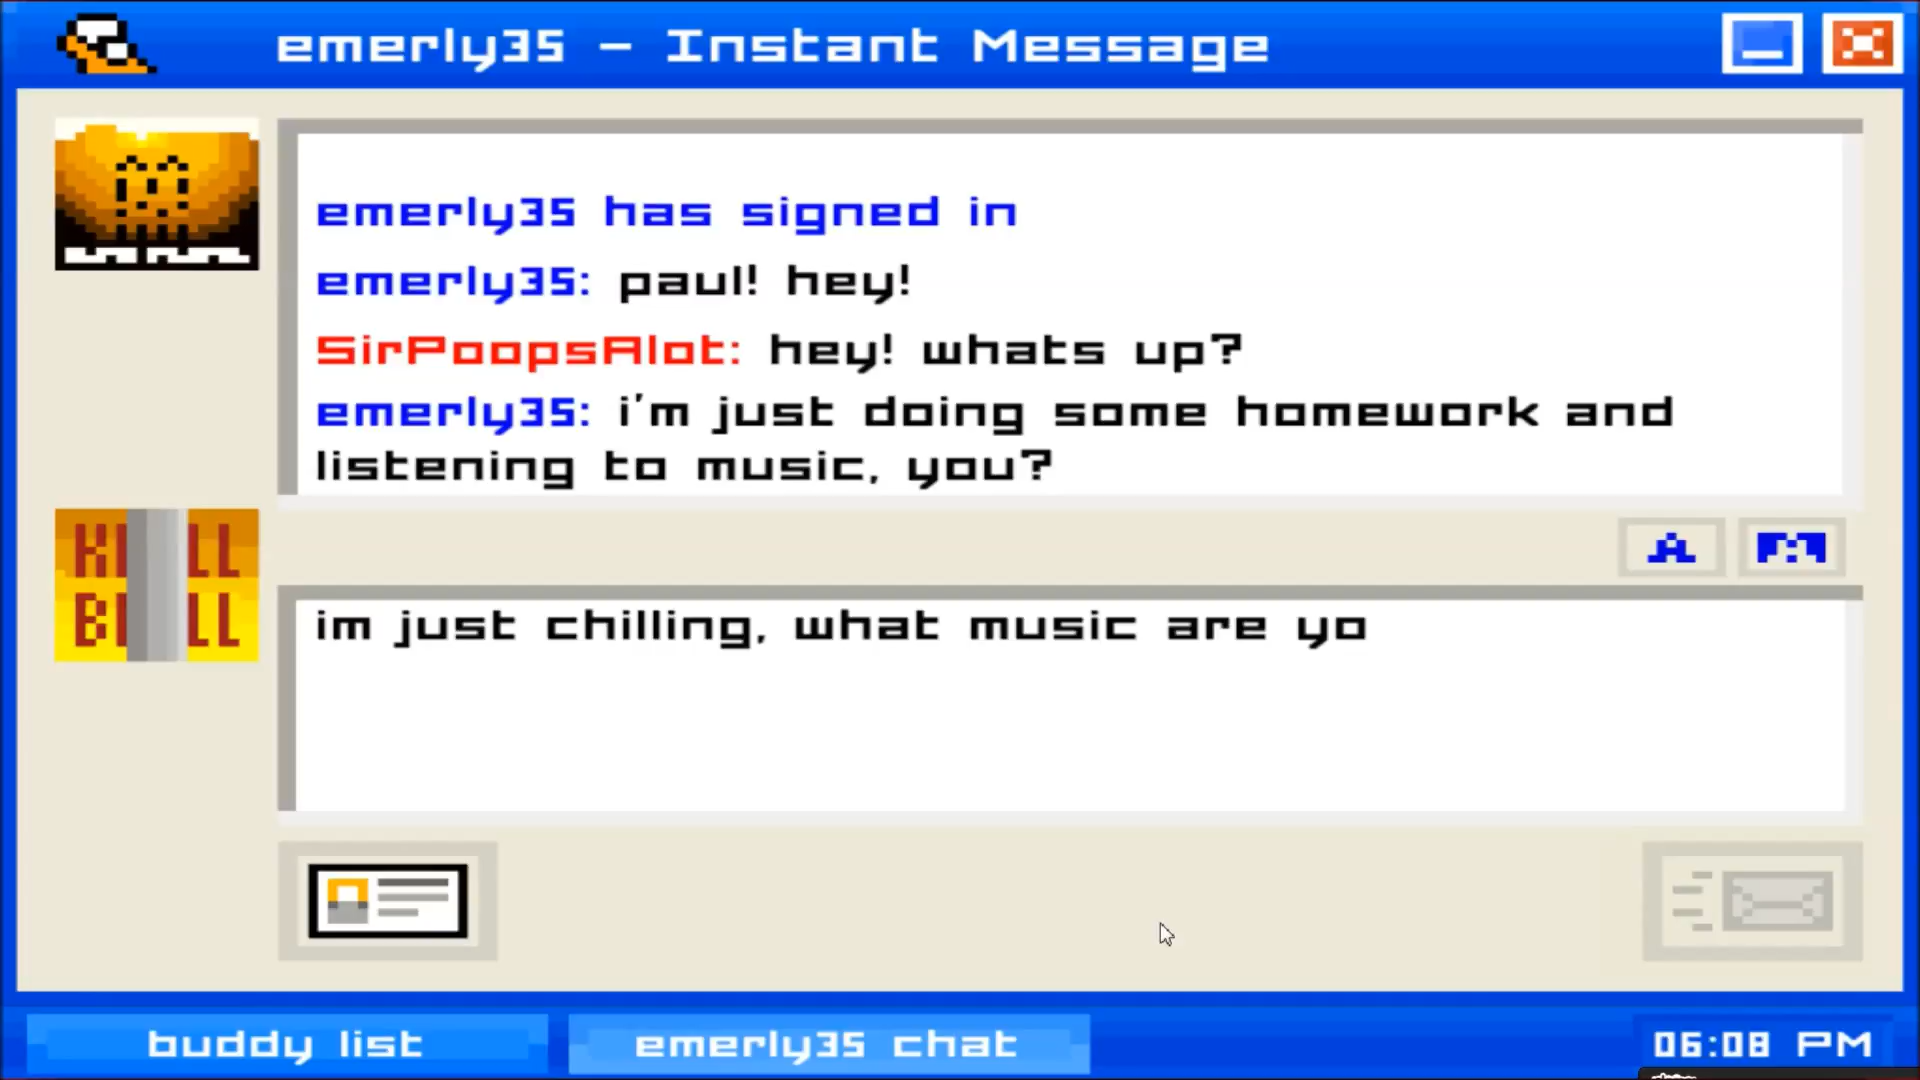 emerly35 - Instant Message
emerly35 has signed in
emerly35: paul! hey!
SirPoopsAlot: hey! whats up?
emerly35: i'm just doing some homework and
listening to music, you?
A
KILL
BILL
im just chilling, what music are yo
buddy list
emerly35 chat
06:08 PM